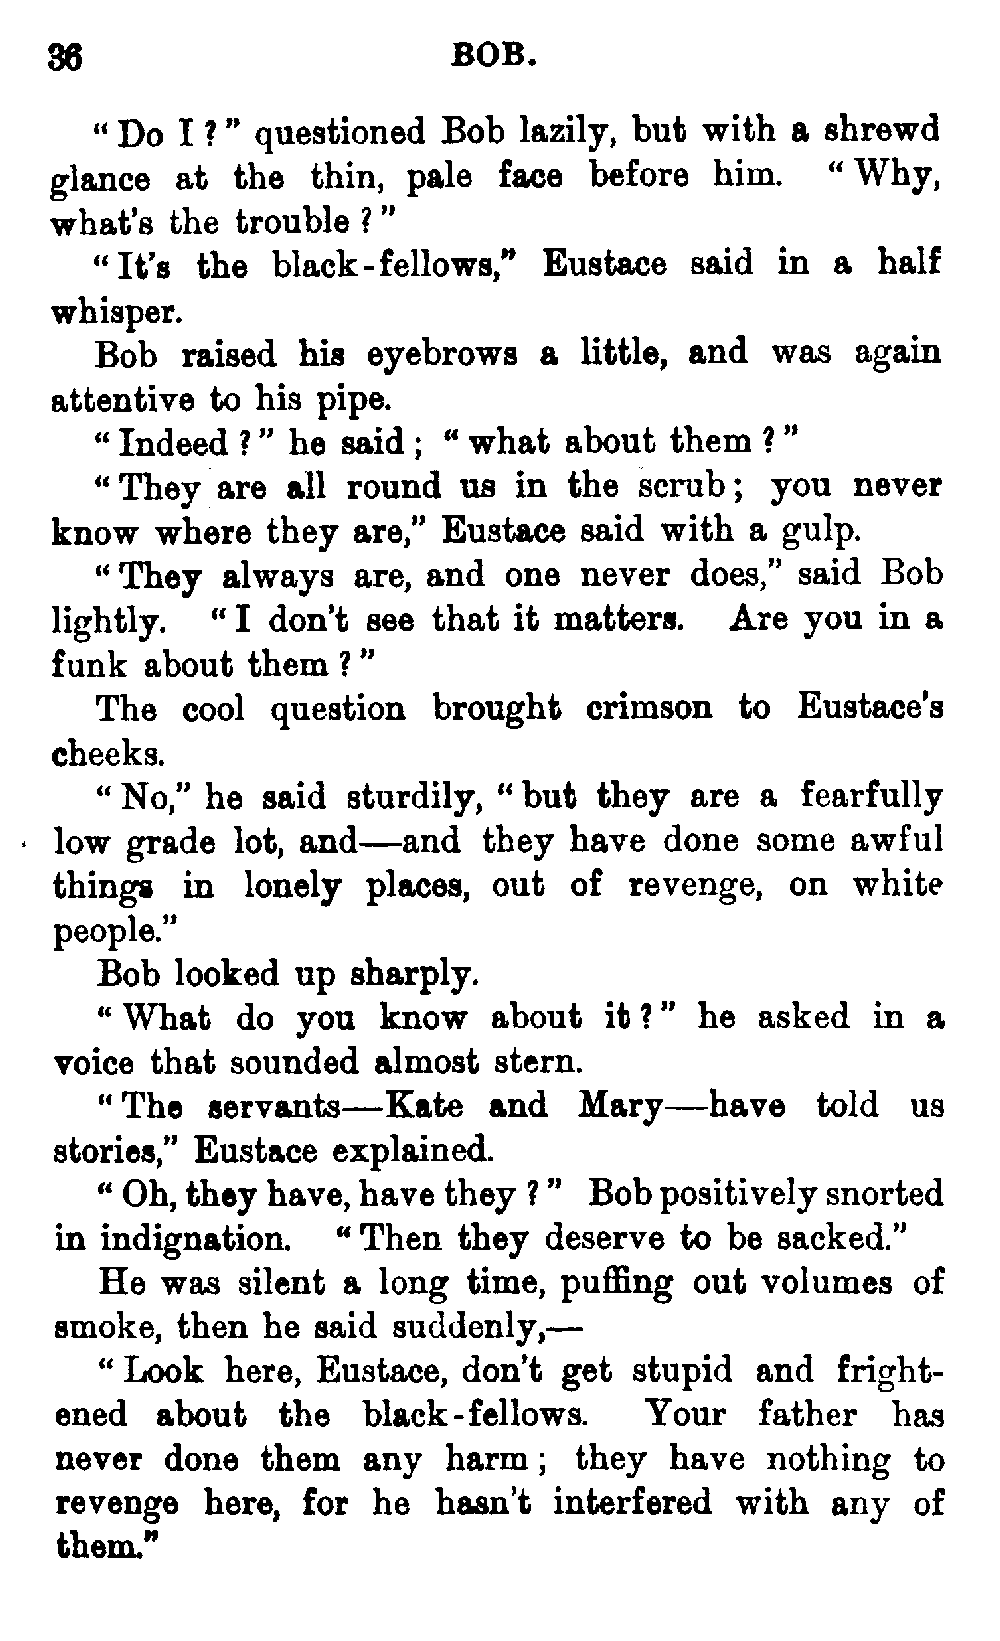 36 BOB.
"Do I?" questioned Bob lazily, but with a shrewd
glance at the thin, pale face before him. "Why,
what's the trouble?"
"It's the black-fellows," Eustace said in a half
whisper.
Bob raised his eyebrows a little, and was again
attentive to his pipe.
"Indeed?" he said; "what about them?"
"They are all round us in the scrub; you never
know where they are," Eustace said with a gulp.
"They always are, and one never does," said Bob
lightly. "I don't see that it matters. Are you in a
funk about them?"
The cool question brought crimson to Eustace's
cheeks.
"No," he said sturdily, "but they are a fearfully
low grade lot, and—and they have done some awful
things in lonely places, out of revenge, on white
people."
Bob looked up sharply.
"What do you know about it?" he asked in a
voice that sounded almost stern.
"The servants—Kate and Mary—have told us
stories," Eustace explained.
"Oh, they have, have they?" Bob positively snorted
in indignation. "Then they deserve to be sacked."
He was silent a long time, puffing out volumes of
smoke, then he said suddenly,—
"Look here, Eustace, don't get stupid and fright-
ened about the black-fellows. Your father has
never done them any harm; they have nothing to
revenge here, for he hasn't interfered with any of
them."